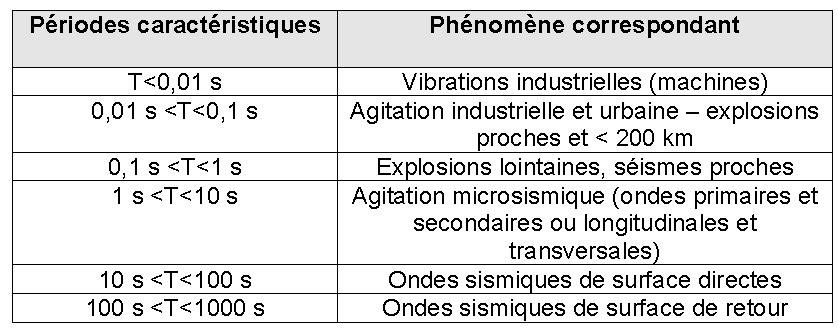 Périodes caractéristiques Phénomène correspondant
T<0,01 s Vibrations industrielles (machines)
0,01 s <T<0,1 s Agitation industrielle et urbaine – explosions
proches et < 200 km
0,1 s <T<1 s Explosions lointaines, séismes proches
1 s <T<10 s Agitation microsismique (ondes primaires et
secondaires ou longitudinales et
transversales)
10 s <T<100 s Ondes sismiques de surface directes
100 s <T<1000 s Ondes sismiques de surface de retour